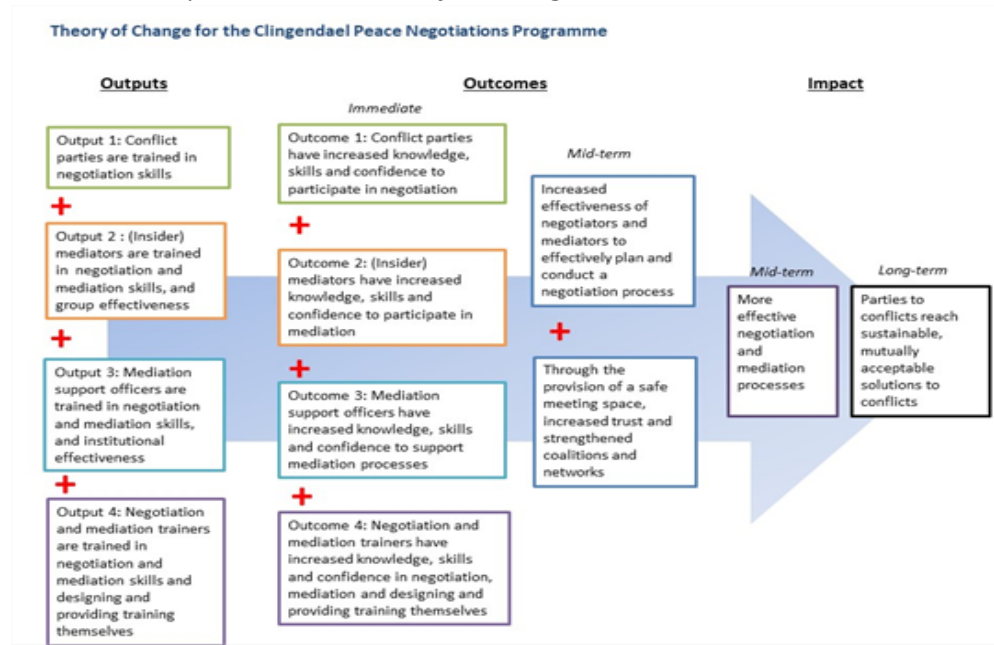 Theory of Change for the Clingendael Peace Negotiations Programme
Outputs
Outcomes
Impact
Immediate
Output 1: Conflict
parties are trained in
negotiation skills
+
Output 2 : (Insider)
mediators are trained
in negotiation and
mediation skills, and
group effectiveness
+
Output 3: Mediation
support officers are
trained in negotiation
and mediation skills,
and institutional
effectiveness
+
Output 4: Negotiation
and mediation trainers
are trained in
negotiation and
mediation skills and
designing and
providing training
themselves
Outcome 1: Conflict parties
have increased knowledge,
skills and confidence to
participate in negotiation
+
Outcome 2: (Insider)
mediators have increased
knowledge, skills and
confidence to participate in
mediation
+
Outcome 3: Mediation
support officers have
increased knowledge, skills
and confidence to support
mediation processes
+
Outcome 4: Negotiation and
mediation trainers have
increased knowledge, skills
and confidence in negotiation,
mediation and designing and
providing training themselves
Mid-term
Increased
effectiveness of
negotiators and
mediators to
effectively plan and
conduct a
negotiation process
+
Through the
provision of a safe
meeting space,
increased trust and
strengthened
coalitions and
networks
Mid-term
More
effective
negotiation
and
mediation
processes
Long-term
Parties to
conflicts reach
sustainable,
mutually
acceptable
solutions to
conflicts